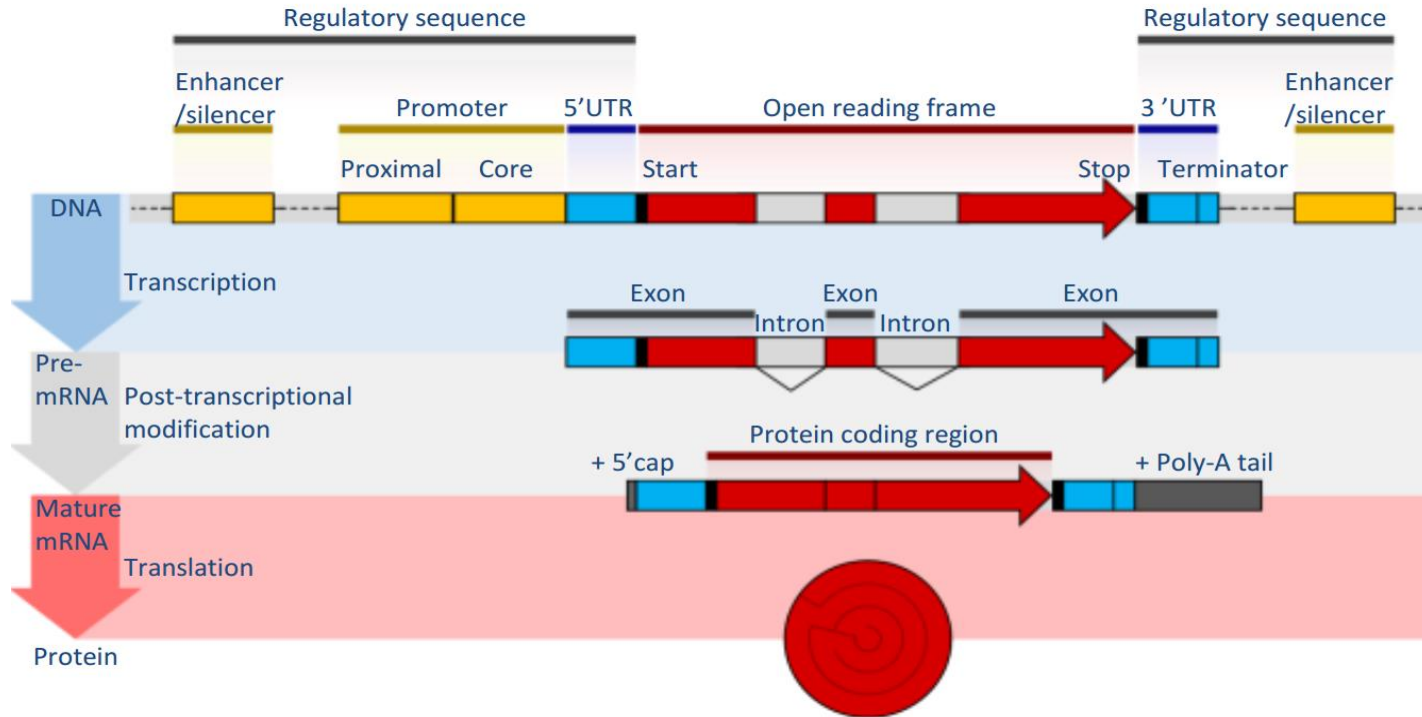 Regulatory sequence
Regulatory sequence
Enhancer
/silencer
Promoter
5’UTR
Open reading frame
3 ’UTR
Enhancer
/silencer
Proximal
Core
Start
Stop
Terminator
DNA
Transcription
Exon
Exon
Exon
Intron
Intron
Pre-
mRNA
Post-transcriptional
modification
Protein coding region
+ 5’cap
+ Poly-A tail
Mature
mRNA
Translation
Protein